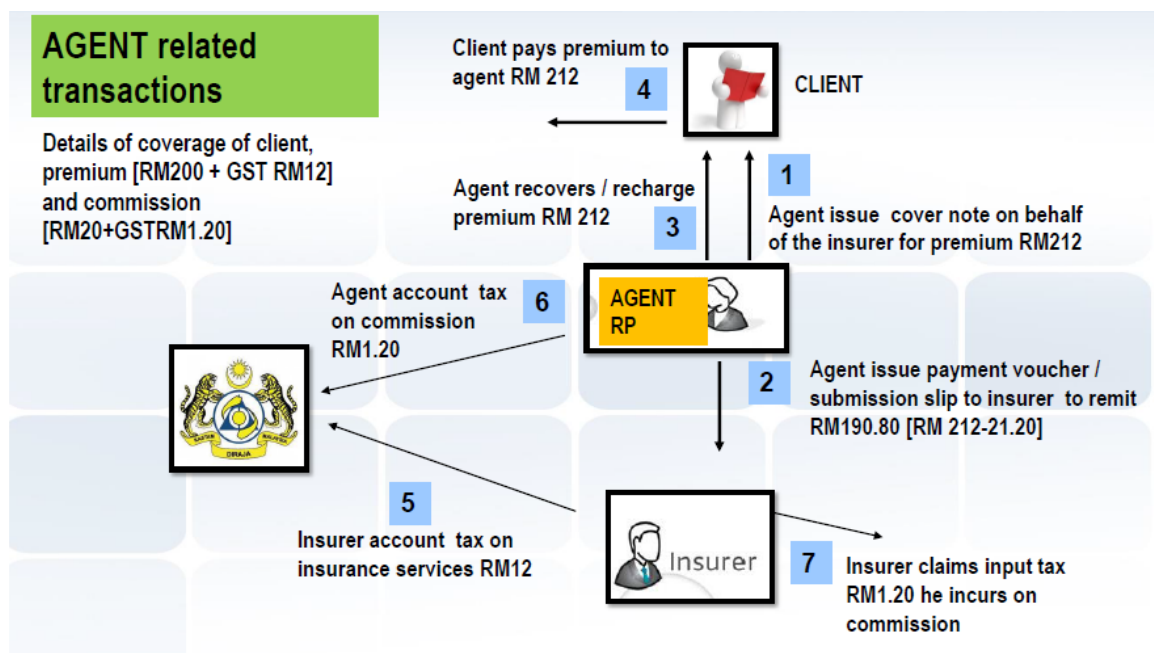 AGENT related
transactions
Details of coverage of client,
premium [RM200 + GST RM12]
and commission
[RM20+GSTRM1.20]
Client pays premium to
agent RM 212
4
CLIENT
1
Agent issue cover note on behalf
of the insurer for premium RM212
Agent recovers / recharge
premium RM 212
3
AGENT
RP
Agent account tax
on commission
RM1.20
6
2
Agent issue payment voucher /
submission slip to insurer to remit
RM190.80 [RM 212-21.20]
KASTAM
MALAYSIA
DIRAJA
5
Insurer account tax on
insurance services RM12
Insurer
7
Insurer claims input tax
RM1.20 he incurs on
commission